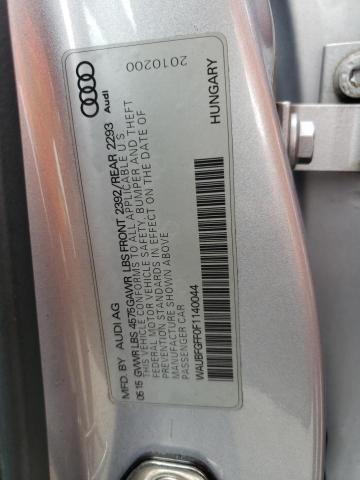 Audi
2010200
HUNGARY
MFD. BY AUDI AG
05 15 GVWR LBS 4575 GAWR LBS FRONT 2392/REAR 2293
THIS VEHICLE CONFORMS TO ALL APPLICABLE U S
FEDERAL MOTOR VEHICLE SAFETY, BUMPER AND THEFT
PREVENTION STANDARDS IN EFFECT ON THE DATE OF
MANUFACTURE SHOWN ABOVE
PASSENGER CAR
WAUBFGFF0F1140044